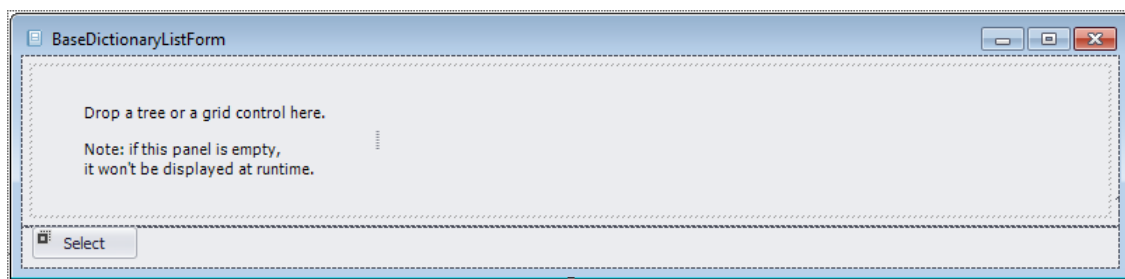 BaseDictionaryListForm
Drop a tree or a grid control here.
Note: if this panel is empty,
it won't be displayed at runtime.
Select